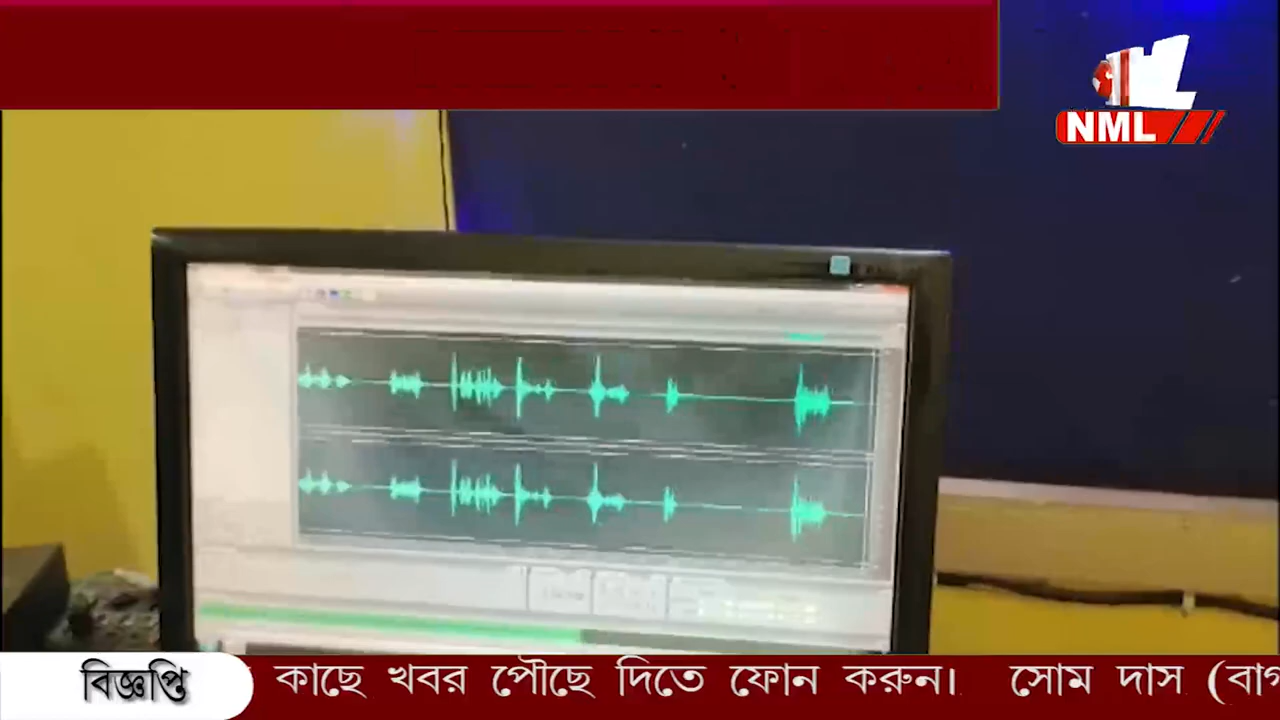 NML
বিজ্ঞপ্তি
কাছে খবর পৌছে দিতে ফোন করুন। সোম দাস (বাগ